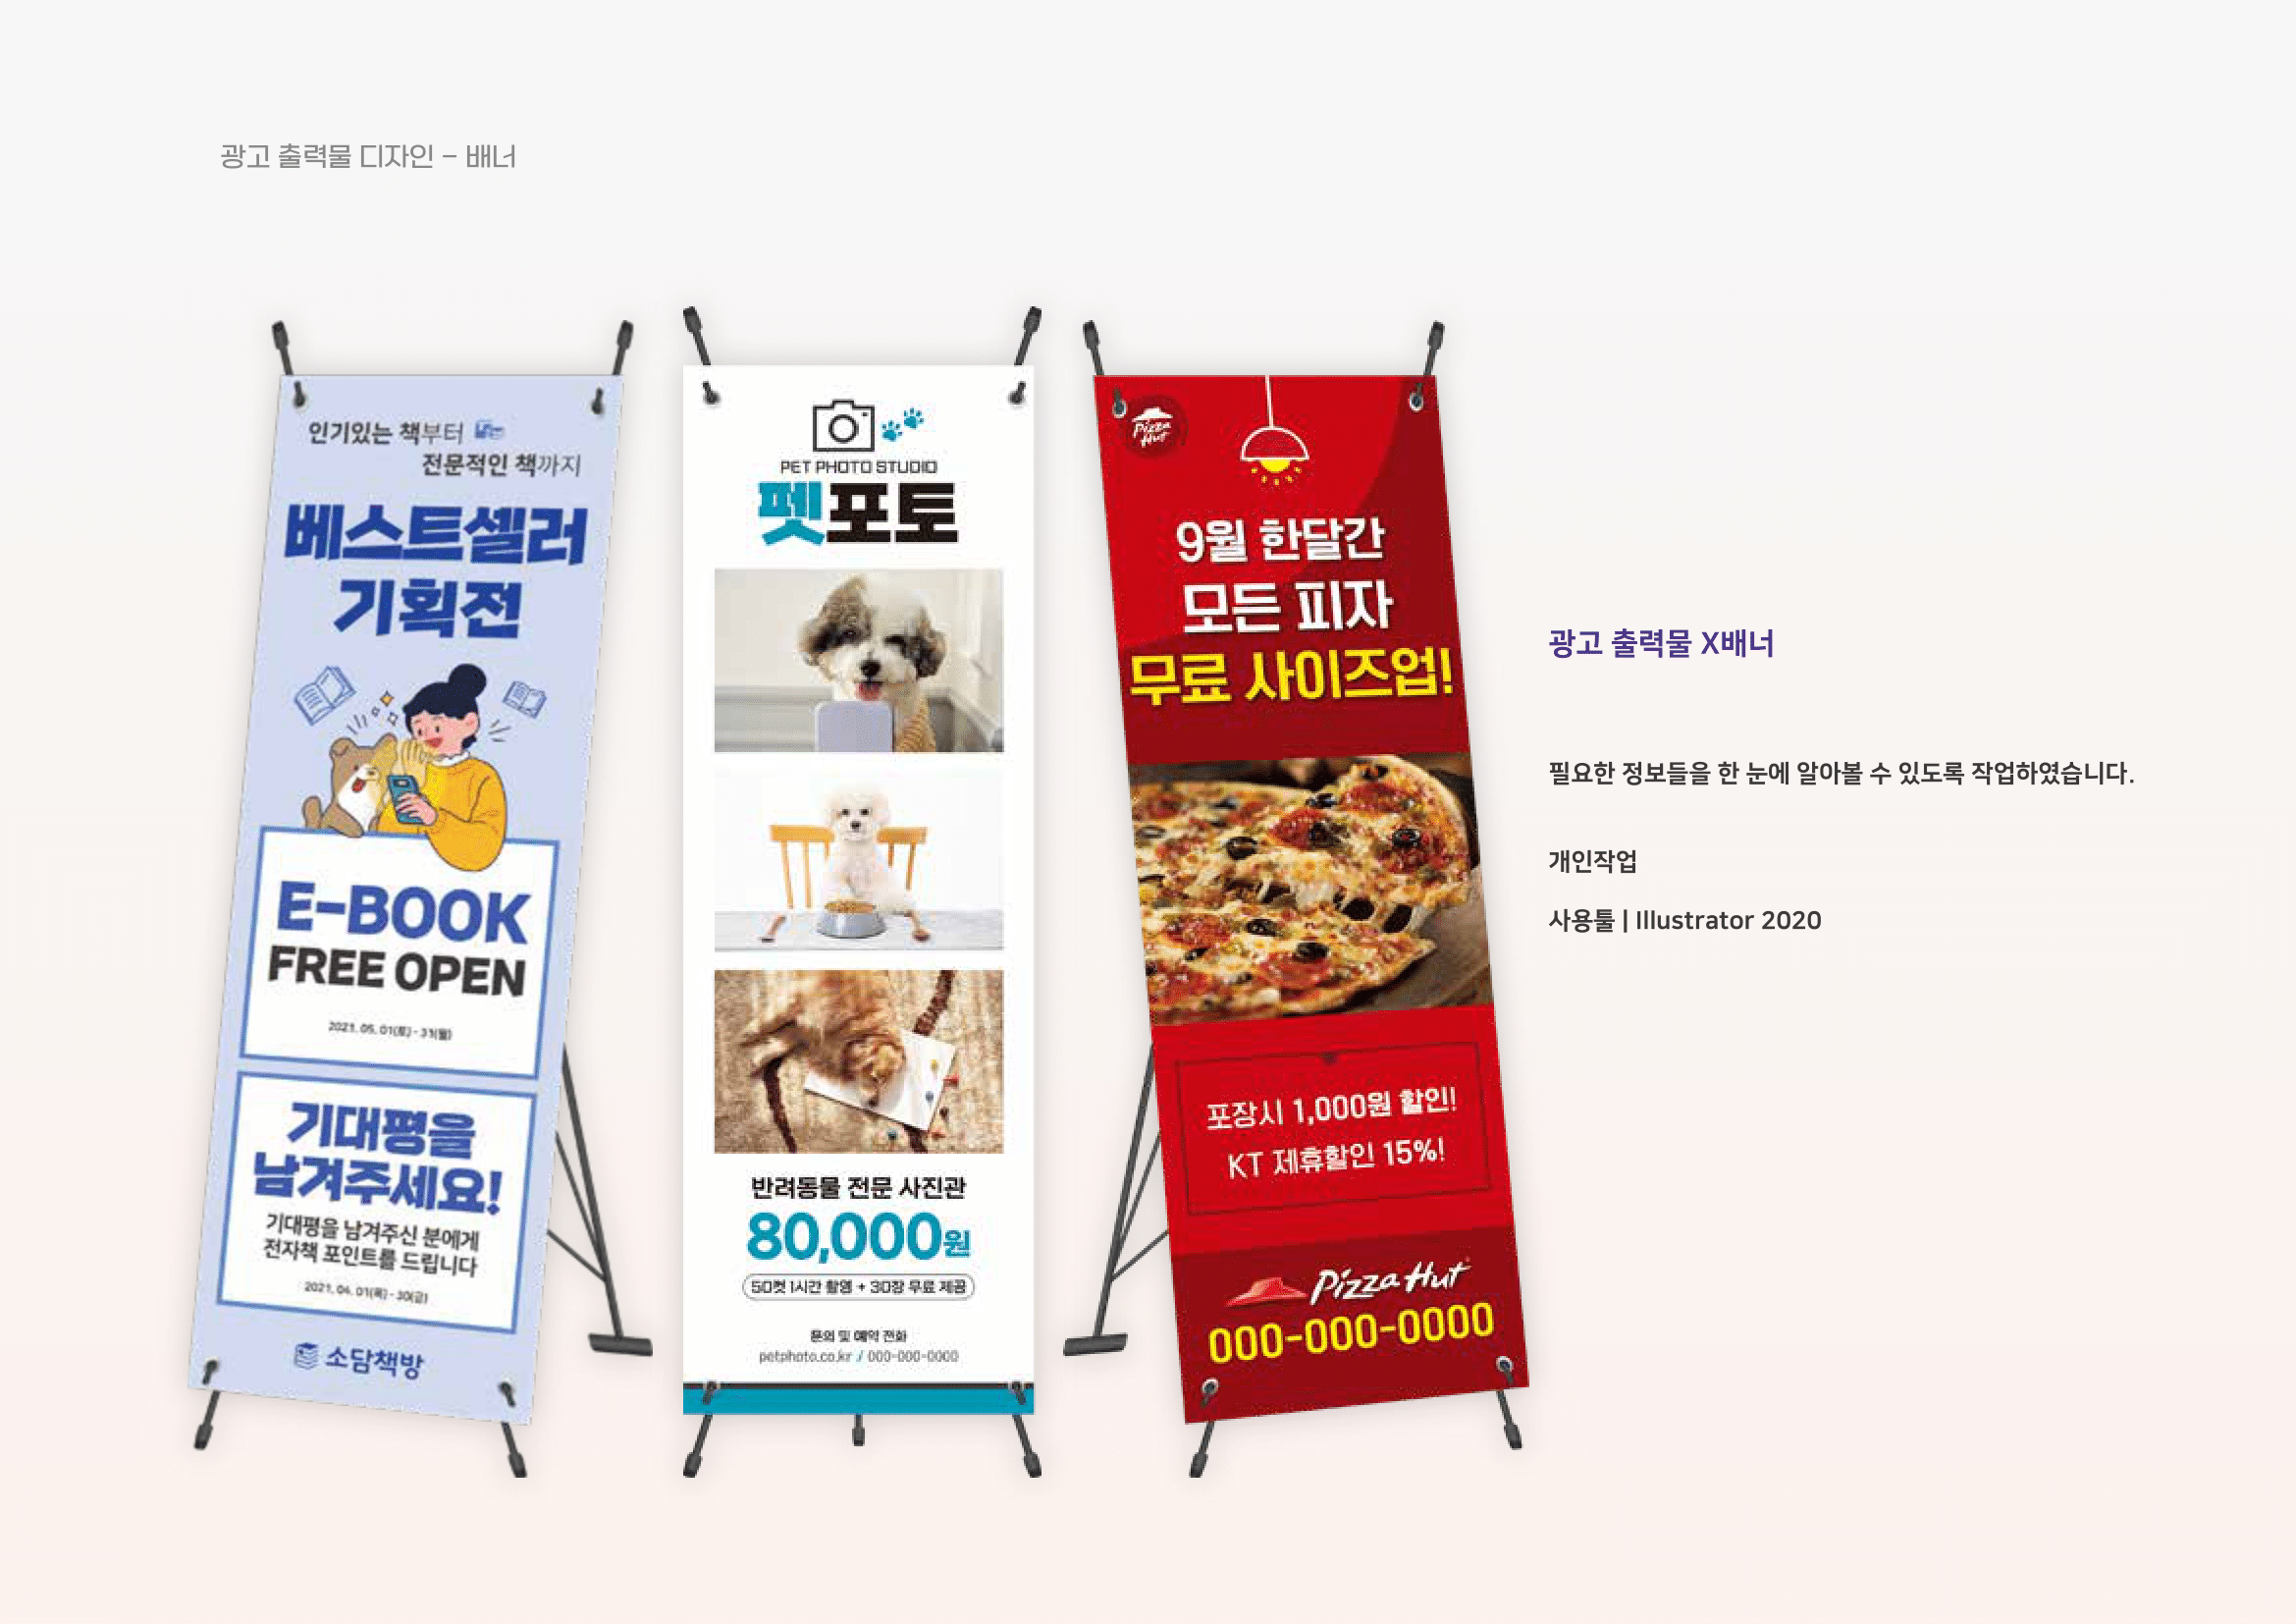 광고 출력물 디자인 - 배너
인기있는 책부터
전문적인 책까지
베스트셀러
기획전
E-BOOK
FREE OPEN
2021. 05. 01(토) - 31(월)
기대평을
남겨주세요!
기대평을 남겨주신 분에게
전자책 포인트를 드립니다
2021. 04. 01(목) - 30(금)
소담책방
PET PHOTO STUDIO
펫포토
반려동물 전문 사진관
80,000원
50컷 1시간 촬영 + 30장 무료 제공
문의 및 예약 전화
petphoto.co.kr / 000-000-0000
Pizza
Hut
9월 한달간
모든 피자
무료 사이즈업!
포장시 1,000원 할인!
KT 제휴할인 15%!
Pizza Hut
000-000-0000
광고 출력물 X배너
필요한 정보들을 한 눈에 알아볼 수 있도록 작업하였습니다.
개인작업
사용툴 | Illustrator 2020